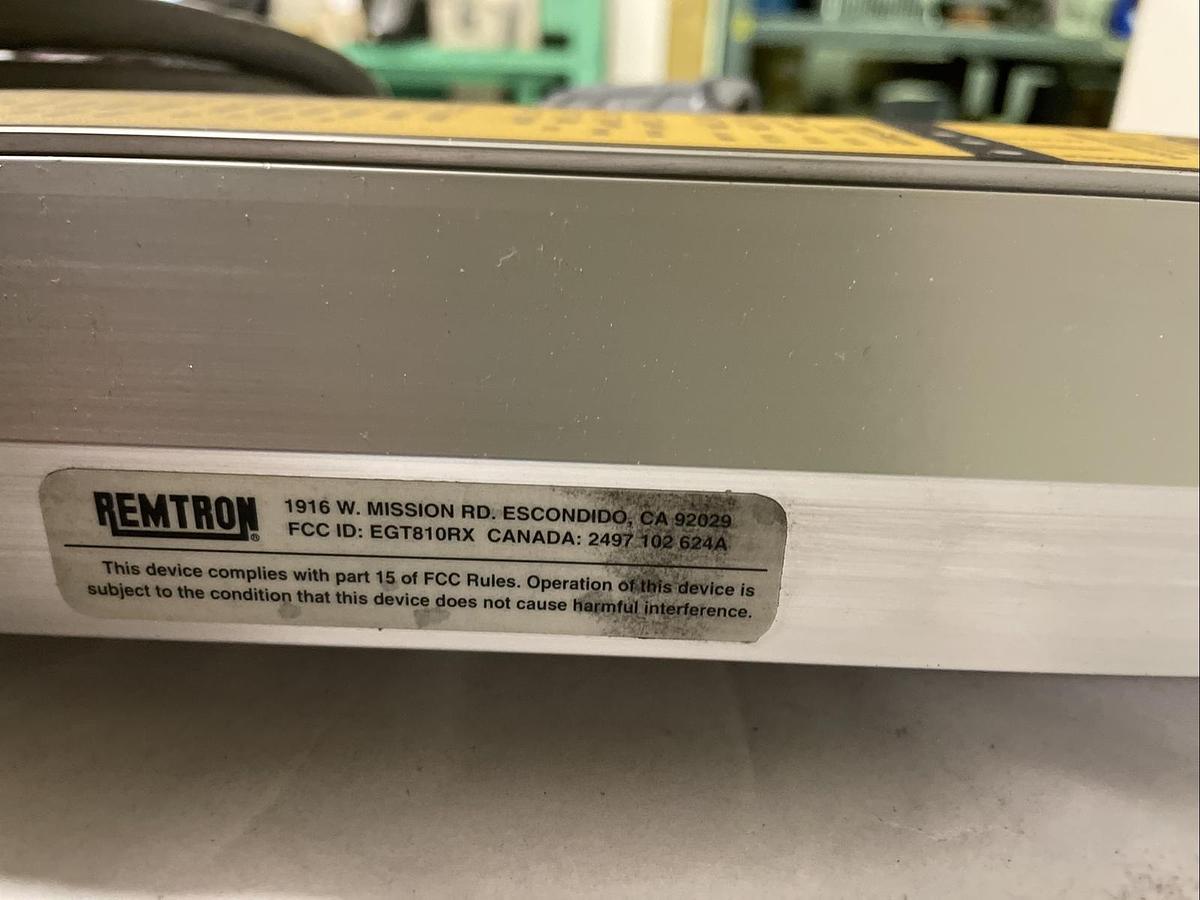 REMTRON®
1916 W. MISSION RD. ESCONDIDO, CA 92029
FCC ID: EGT810RX CANADA: 2497 102 624A
This device complies with part 15 of FCC Rules. Operation of this device is
subject to the condition that this device does not cause harmful interference.